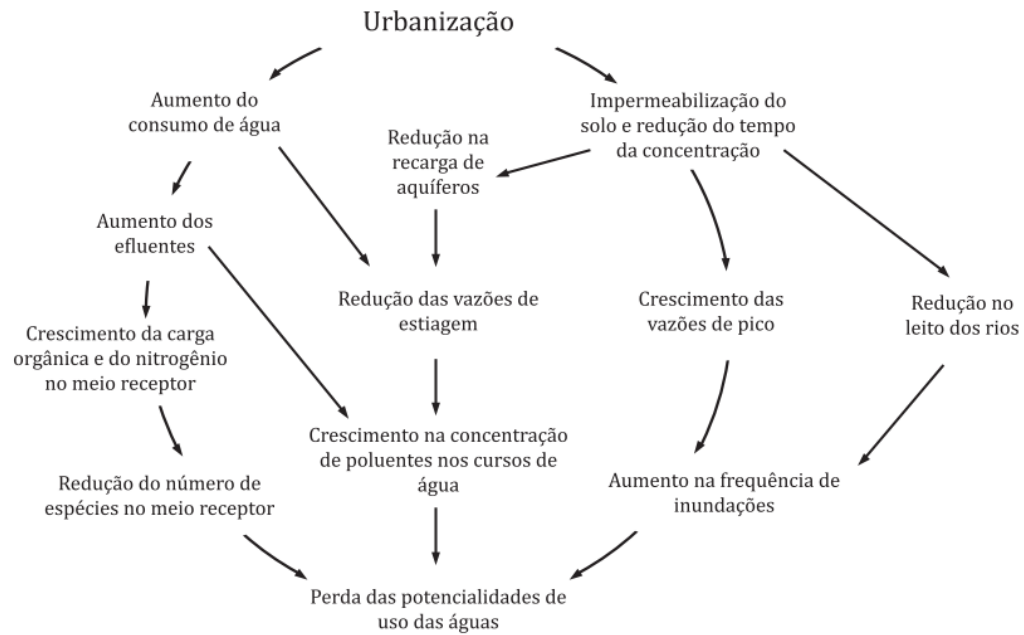 Urbanização
Aumento do
consumo de água
Impermeabilização do
solo e redução do tempo
da concentração
Redução na
recarga de
aquíferos
Aumento dos
efluentes
Redução das vazões de
estiagem
Crescimento das
vazões de pico
Redução no
leito dos rios
Crescimento da carga
orgânica e do nitrogênio
no meio receptor
Crescimento na concentração
de poluentes nos cursos de
água
Redução do número de
espécies no meio receptor
Aumento na frequência de
inundações
Perda das potencialidades de
uso das águas